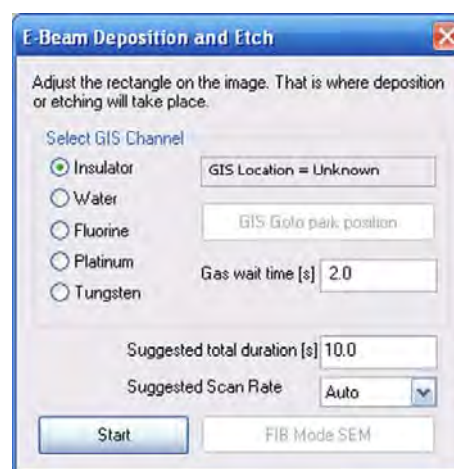 E-Beam Deposition and Etch
Adjust the rectangle on the image. That is where deposition
or etching will take place.
Select GIS Channel
Insulator
GIS Location = Unknown
Water
GIS Goto park position
Fluorine
Platinum
Gas wait time [s] 2.0
Tungsten
Suggested total duration [s] 10.0
Suggested Scan Rate Auto
Start FIB Mode SEM